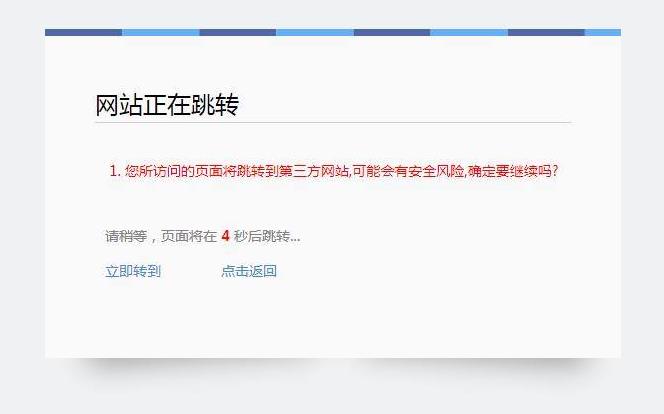 网站正在跳转
1. 您所访问的页面将跳转到第三方网站,可能会有安全风险,确定要继续吗?
请稍等，页面将在 4 秒后跳转...
立即转到 点击返回